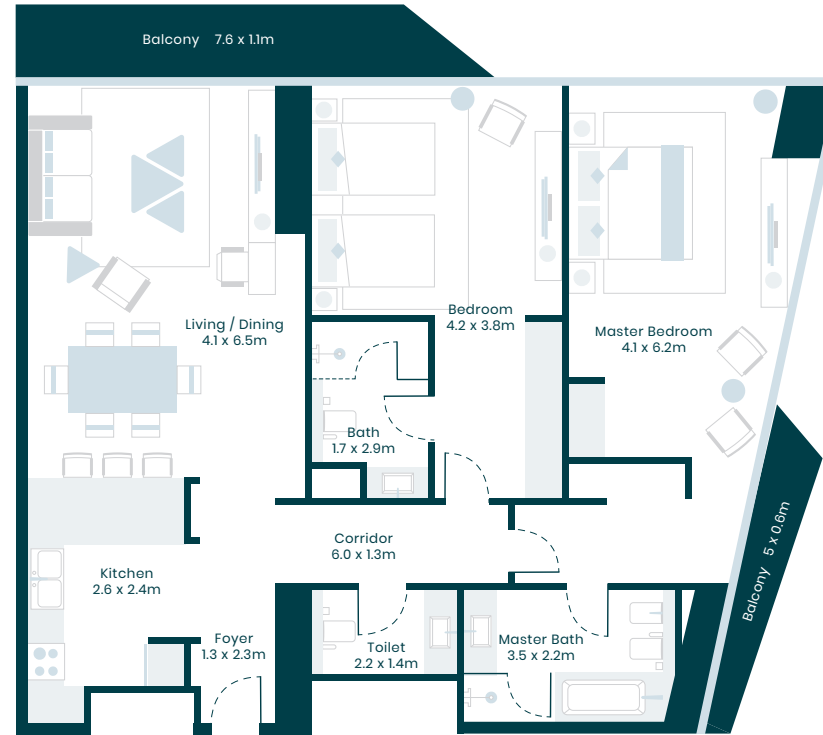 Balcony 7.6 x 1.1m
Living / Dining
4.1 x 6.5m
Bedroom
4.2 x 3.8m
Master Bedroom
4.1 x 6.2m
Bath
1.7 x 2.9m
Corridor
6.0 x 1.3m
Balcony 5 x 0.6m
Kitchen
2.6 x 2.4m
Foyer
1.3 x 2.3m
Toilet
2.2 x 1.4m
Master Bath
3.5 x 2.2m